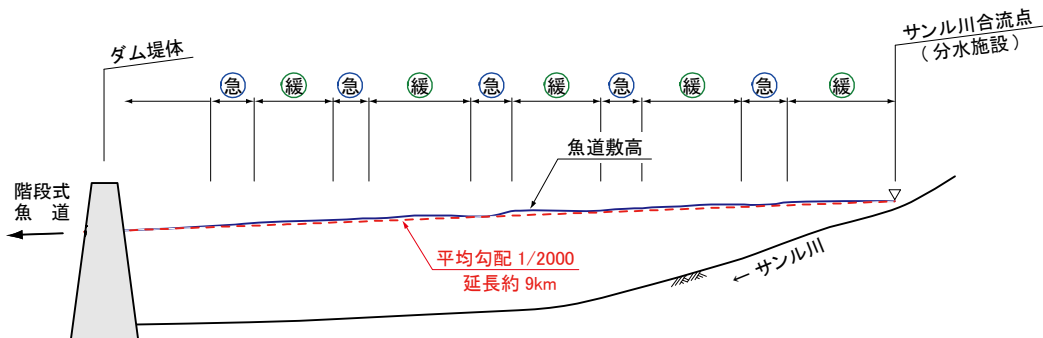 サンル川合流点
（分水施設）
ダム堤体
急 緩 急 緩 急 緩 急 緩 急 緩
魚道敷高
階段式
魚道
平均勾配 1/2000
延長約 9km
←サンル川